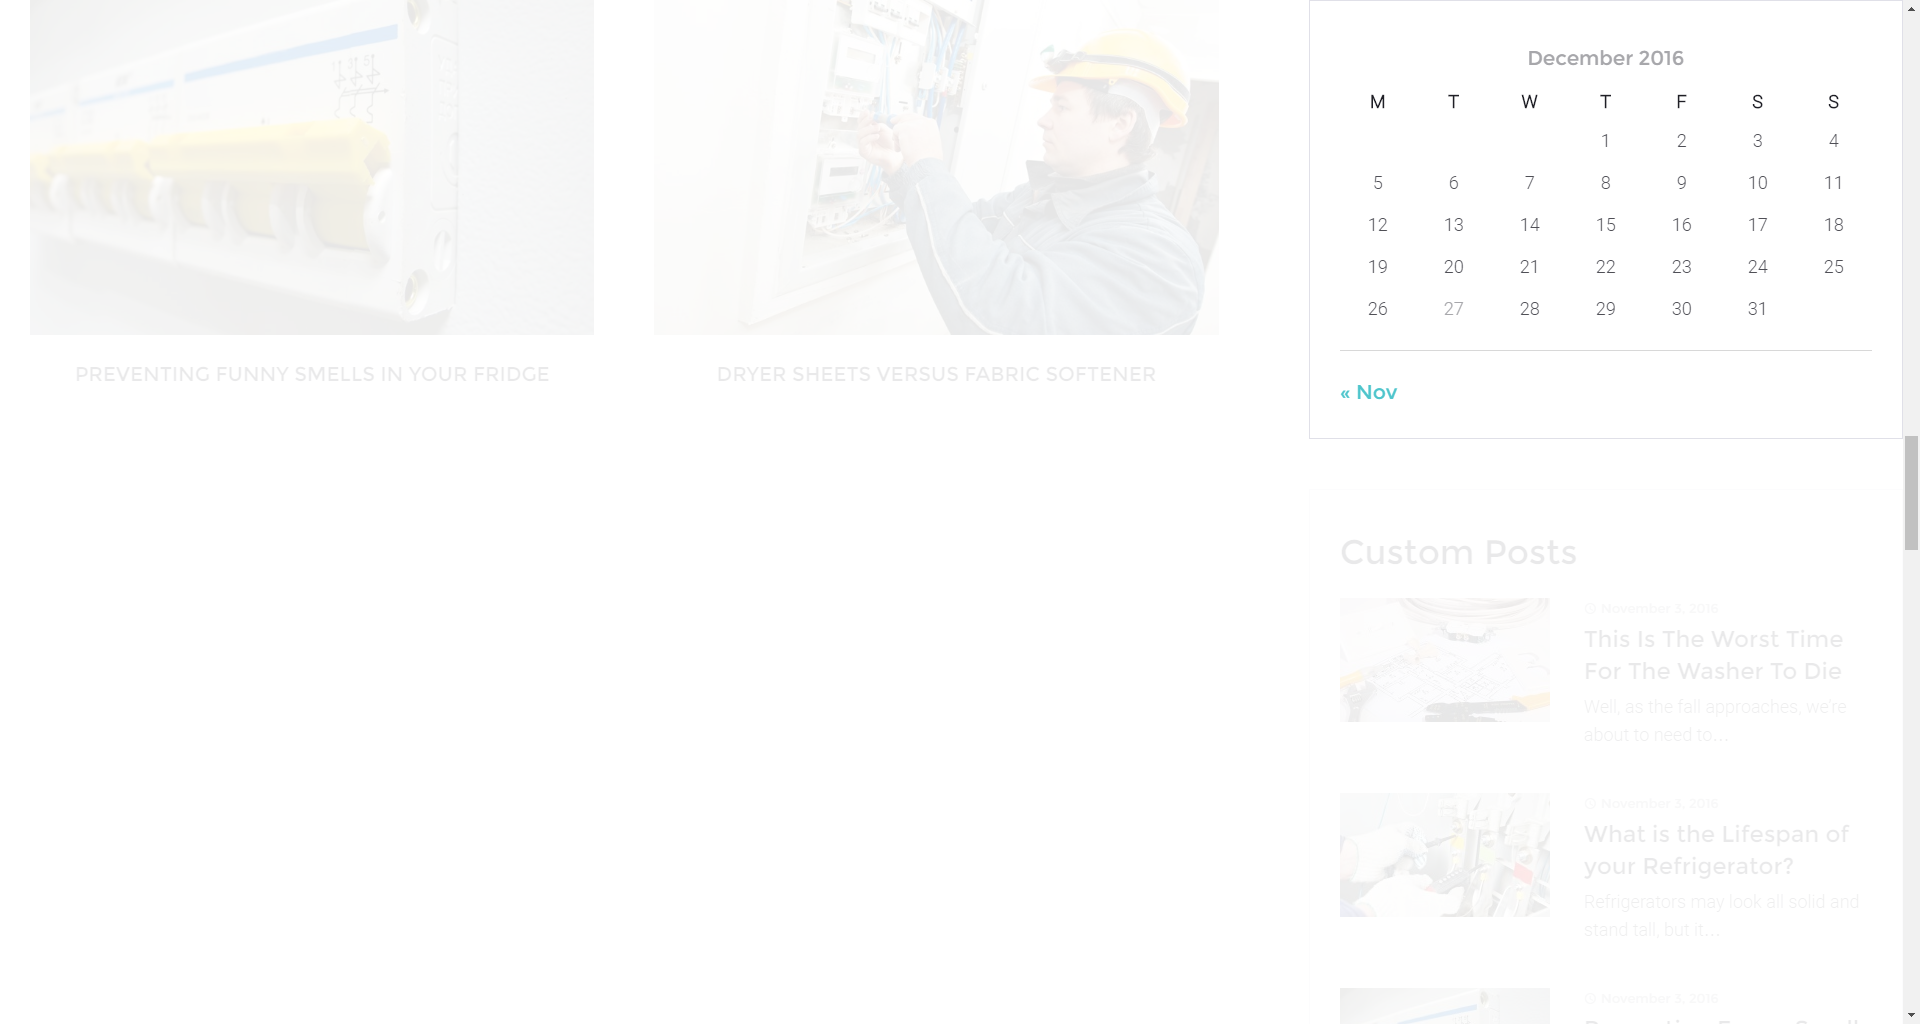 PREVENTING FUNNY SMELLS IN YOUR FRIDGE
DRYER SHEETS VERSUS FABRIC SOFTENER
December 2016
M T W T F S S
1 2 3 4
5 6 7 8 9 10 11
12 13 14 15 16 17 18
19 20 21 22 23 24 25
26 27 28 29 30 31
« Nov
Custom Posts
November 3, 2016
This Is The Worst Time
For The Washer To Die
Well, as the fall approaches, we're
about to need to…
November 3, 2016
What is the Lifespan of
your Refrigerator?
Refrigerators may look all solid and
stand tall, but it…
November 3, 2016